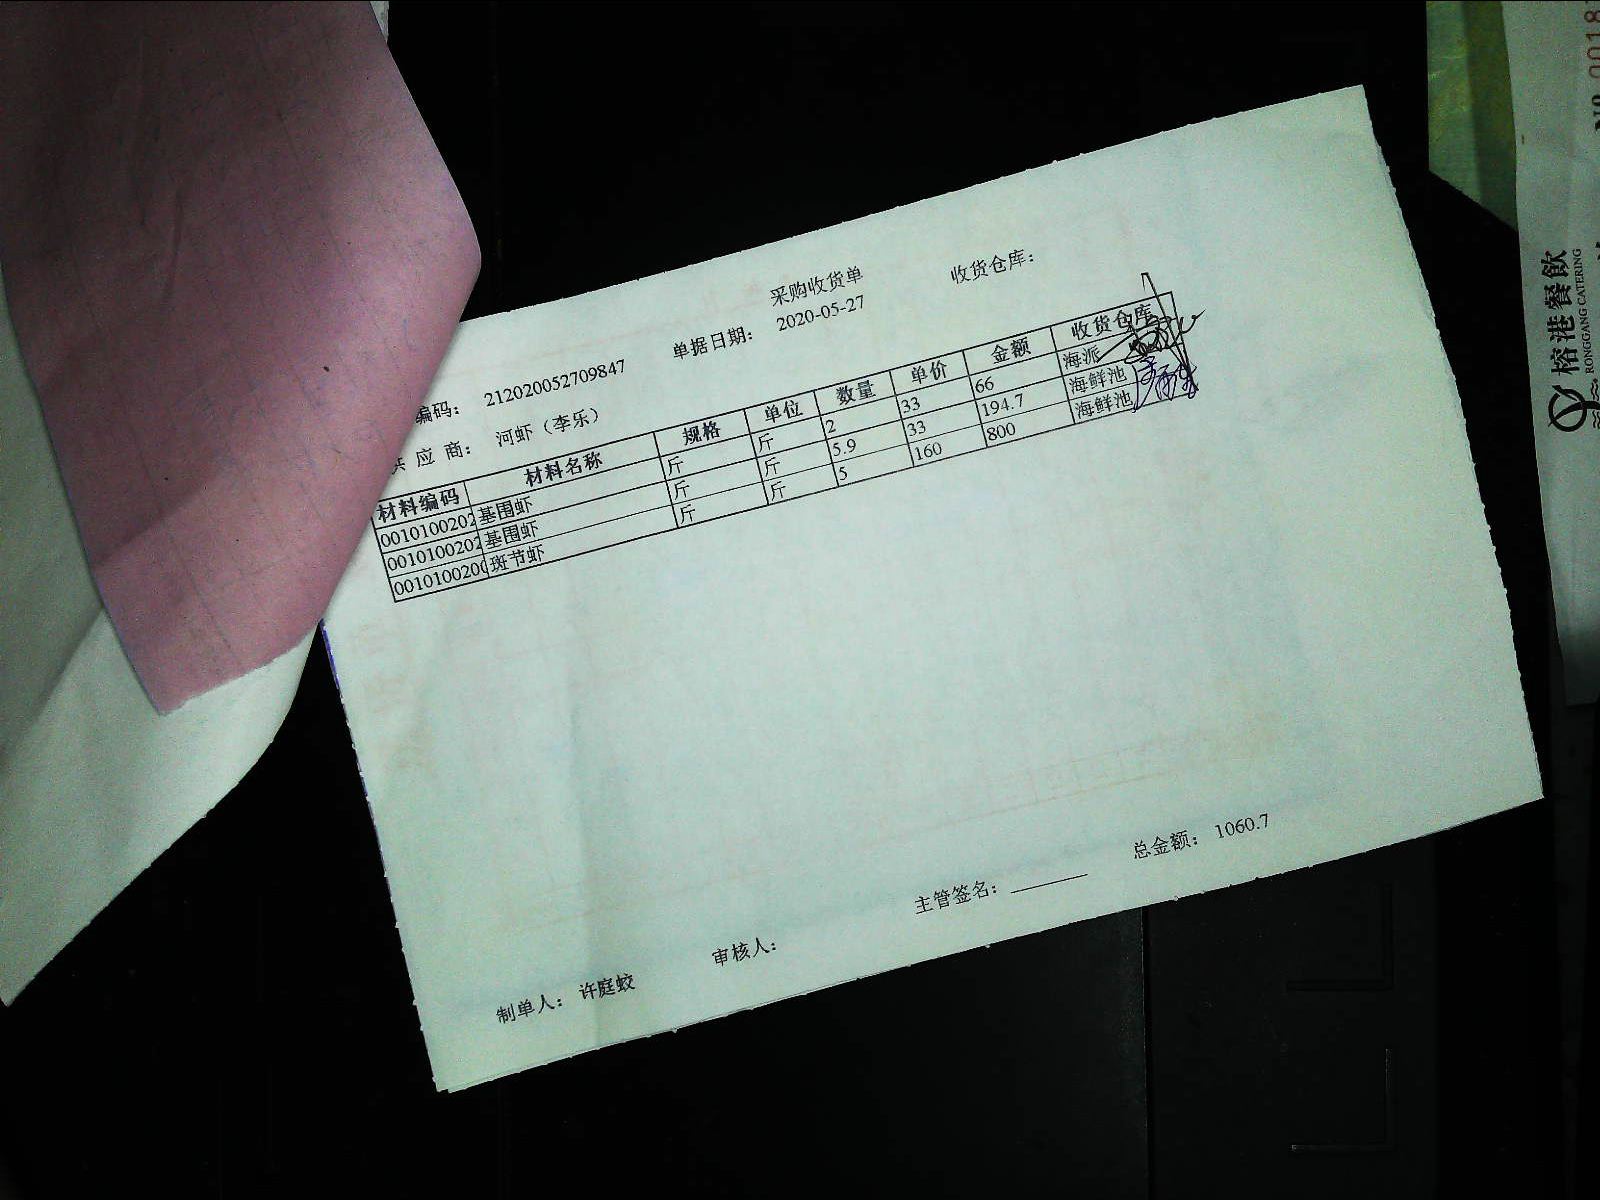 采购收货单
收货仓库：
编码： 212020052709847 单据日期： 2020-05-27
供应商： 河虾（李乐）
材料编码 材料名称 规格 单位 数量 单价 金额 收货仓库
0010100202 基围虾 斤 斤 2 33 66 海派
0010100202 基围虾 斤 斤 5.9 33 194.7 海鲜池
001010020 斑节虾 斤 斤 5 160 800 海鲜池
制单人： 许庭蛟 审核人： 主管签名： 总金额： 1060.7
榕港餐飲
RONGGANG CATERING
№ 0018